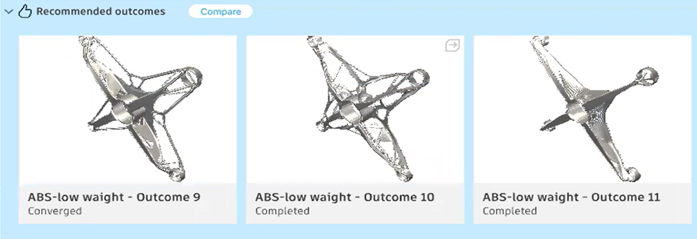 Recommended outcomes Compare
ABS-low waight - Outcome 9
Converged
ABS-low waight - Outcome 10
Completed
ABS-low waight - Outcome 11
Completed